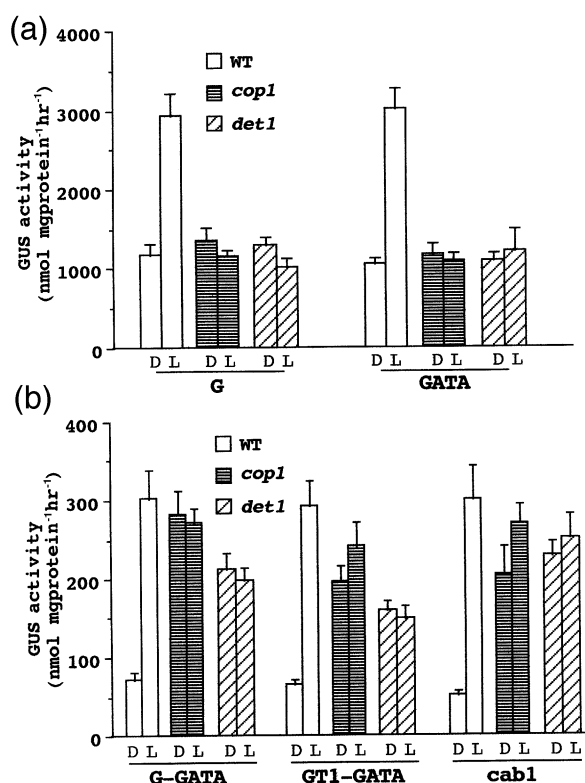 (a)
4000
3000
2000
1000
0
GUS activity
(nmol mgprotein⁻¹hr⁻¹)
WT
cop1
det1
D L D L D L D L D L D L
G GATA
(b)
400
300
200
100
0
GUS activity
(nmol mgprotein⁻¹hr⁻¹)
WT
cop1
det1
D L D L D L D L D L D L D L D L D L
G-GATA GT1-GATA cab1